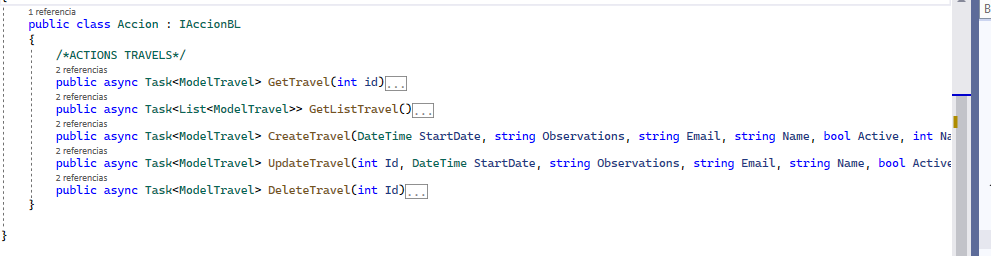 1 referencia
public class Accion : IAccionBL
{
/*ACTIONS TRAVELS*/
2 referencias
public async Task<ModelTravel> GetTravel(int id)...
2 referencias
public async Task<List<ModelTravel>> GetListTravel()...
2 referencias
public async Task<ModelTravel> CreateTravel(DateTime StartDate, string Observations, string Email, string Name, bool Active, int Na
2 referencias
public async Task<ModelTravel> UpdateTravel(int Id, DateTime StartDate, string Observations, string Email, string Name, bool Active
2 referencias
public async Task<ModelTravel> DeleteTravel(int Id)...
}
}